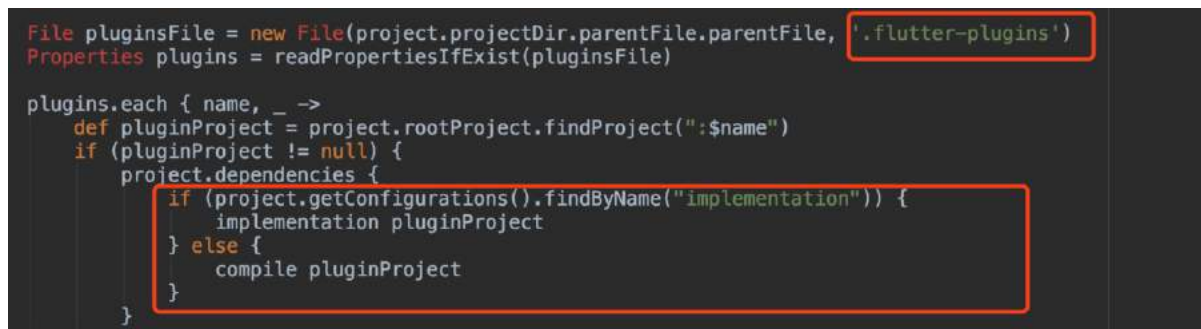 File pluginsFile = new File(project.projectDir.parentFile.parentFile, '.flutter-plugins')
Properties plugins = readPropertiesIfExist(pluginsFile)
plugins.each { name, _ ->
def pluginProject = project.rootProject.findProject(":$name")
if (pluginProject != null) {
project.dependencies {
if (project.getConfigurations().findByName("implementation")) {
implementation pluginProject
} else {
compile pluginProject
}
}